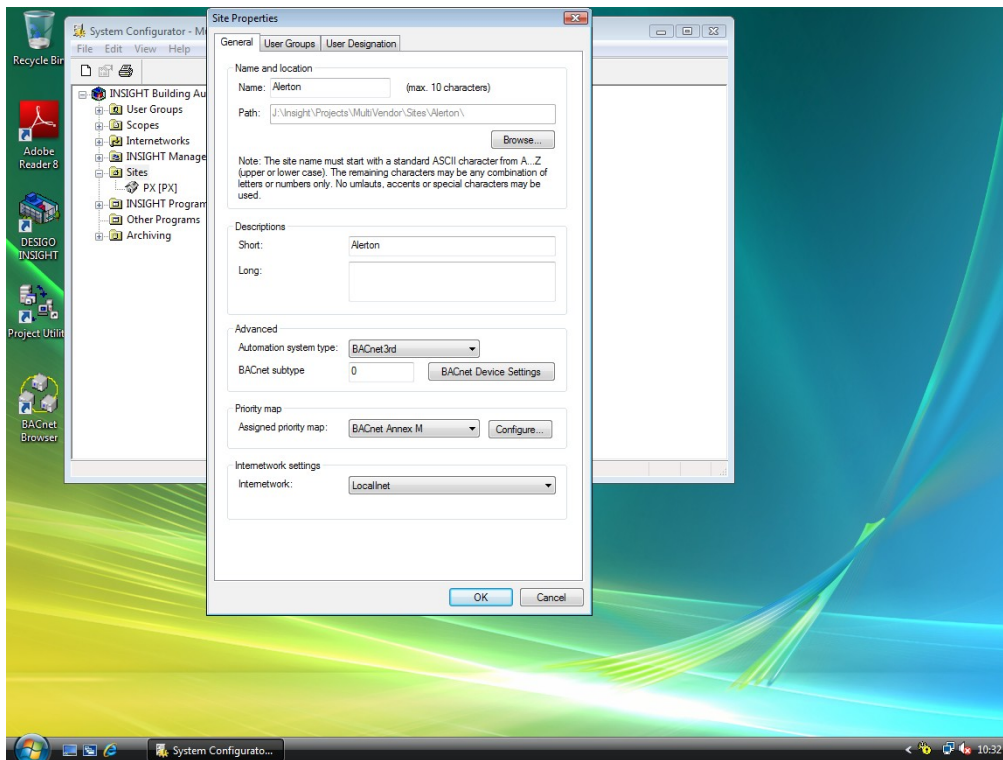 Recycle Bin
Adobe
Reader 8
DESIGO
INSIGHT
Project Utilit
BACnet
Browser
System Configurator - Mu
File Edit View Help
INSIGHT Building Au
User Groups
Scopes
Internetworks
INSIGHT Manage
Sites
PX [PX]
INSIGHT Program
Other Programs
Archiving
Site Properties
General User Groups User Designation
Name and location
Name: Alerton (max. 10 characters)
Path: J:\Insight\Projects\MultiVendor\Sites\Alerton\
Browse...
Note: The site name must start with a standard ASCII character from A...Z
(upper or lower case). The remaining characters may be any combination of
letters or numbers only. No umlauts, accents or special characters may be
used.
Descriptions
Short: Alerton
Long:
Advanced
Automation system type: BACnet3rd
BACnet subtype 0 BACnet Device Settings
Priority map
Assigned priority map: BACnet Annex M Configure...
Internetwork settings
Internetwork: LocalInet
OK Cancel
System Configurato...
10:32